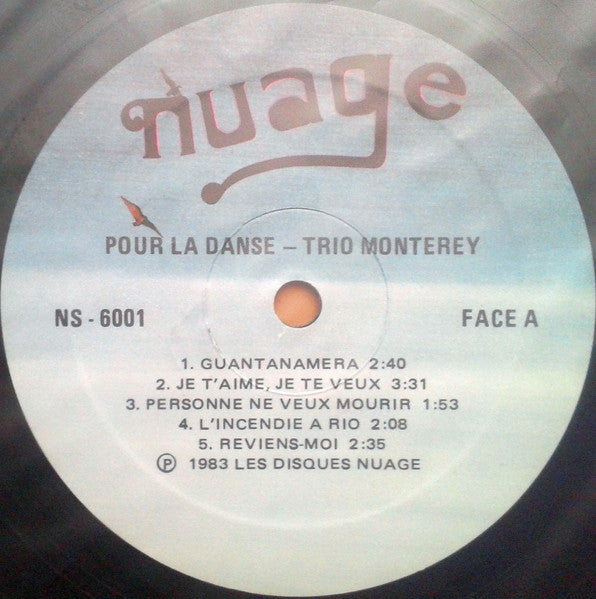 nuage
POUR LA DANSE – TRIO MONTEREY
NS - 6001
FACE A
1. GUANTANAMERA 2:40
2. JE T'AIME, JE TE VEUX 3:31
3. PERSONNE NE VEUX MOURIR 1:53
4. L'INCENDIE A RIO 2:08
5. REVIENS-MOI 2:35
Ⓟ 1983 LES DISQUES NUAGE